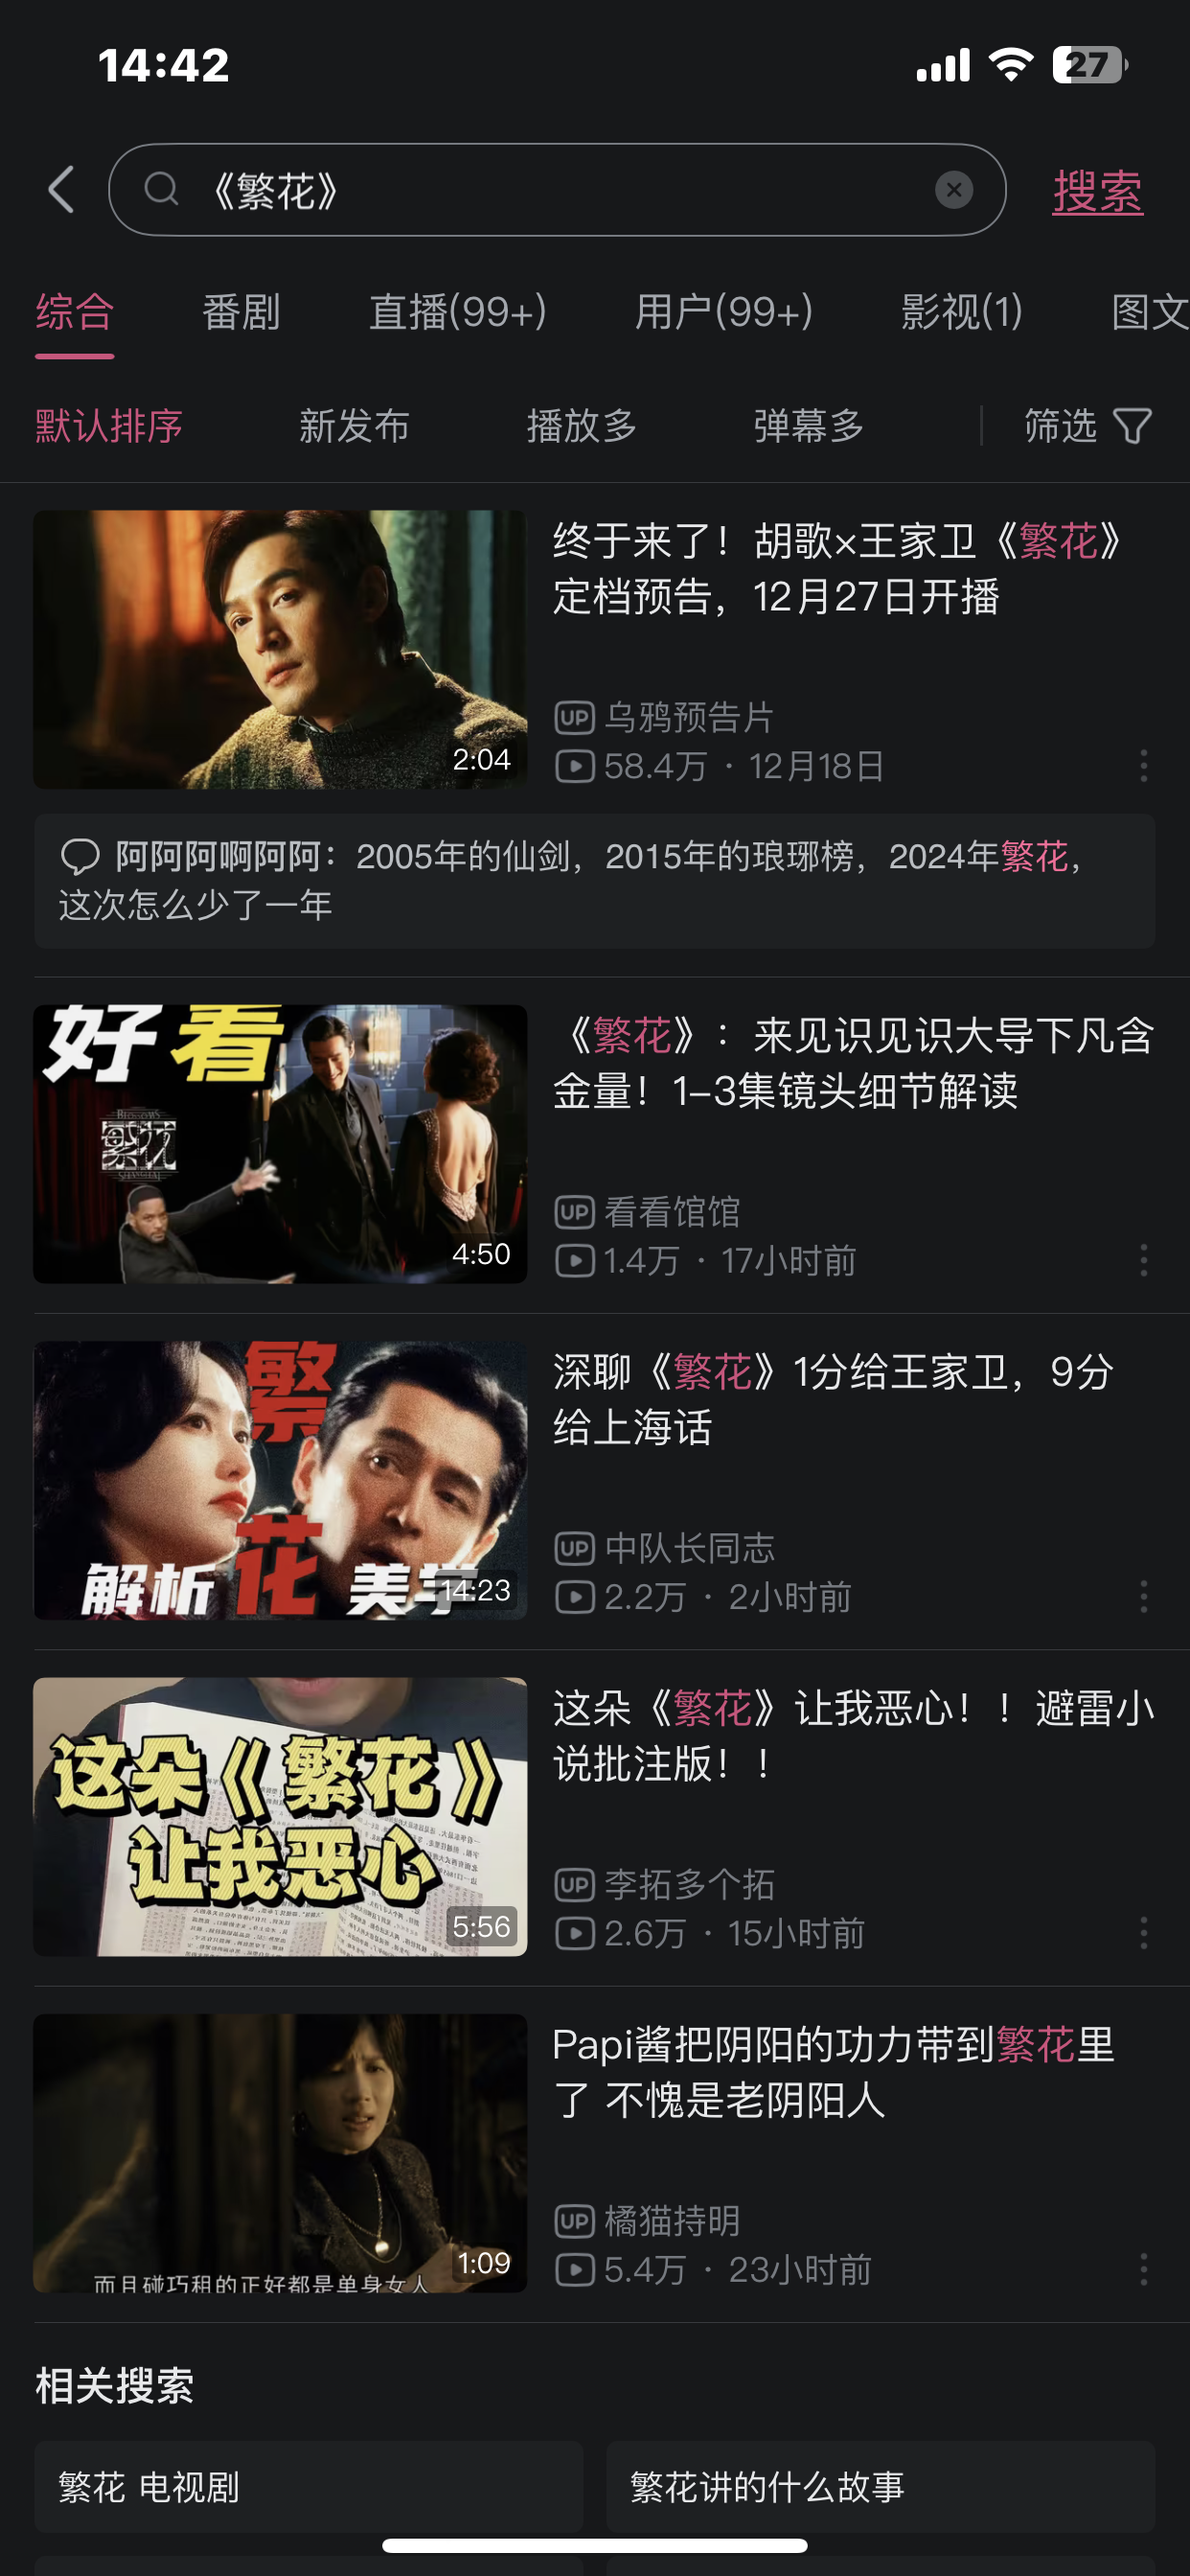 14:42
27
《繁花》
搜索
综合 番剧 直播(99+) 用户(99+) 影视(1) 图文
默认排序 新发布 播放多 弹幕多 筛选
终于来了！胡歌×王家卫《繁花》
定档预告，12月27日开播
UP 乌鸦预告片
2:04
58.4万 · 12月18日
阿阿阿啊阿阿：2005年的仙剑，2015年的琅琊榜，2024年繁花，
这次怎么少了一年
好看
BLOSSOMS
繁花
SHANGHAI
4:50
《繁花》：来见识见识大导下凡含
金量！1-3集镜头细节解读
UP 看看馆馆
1.4万 · 17小时前
繁
花
解析 美学
14:23
深聊《繁花》1分给王家卫，9分
给上海话
UP 中队长同志
2.2万 · 2小时前
这朵《繁花》
让我恶心
5:56
这朵《繁花》让我恶心！！避雷小
说批注版！！
UP 李拓多个拓
2.6万 · 15小时前
而且碰巧租的正好都是单身女人
1:09
Papi酱把阴阳的功力带到繁花里
了 不愧是老阴阳人
UP 橘猫持明
5.4万 · 23小时前
相关搜索
繁花 电视剧
繁花讲的什么故事